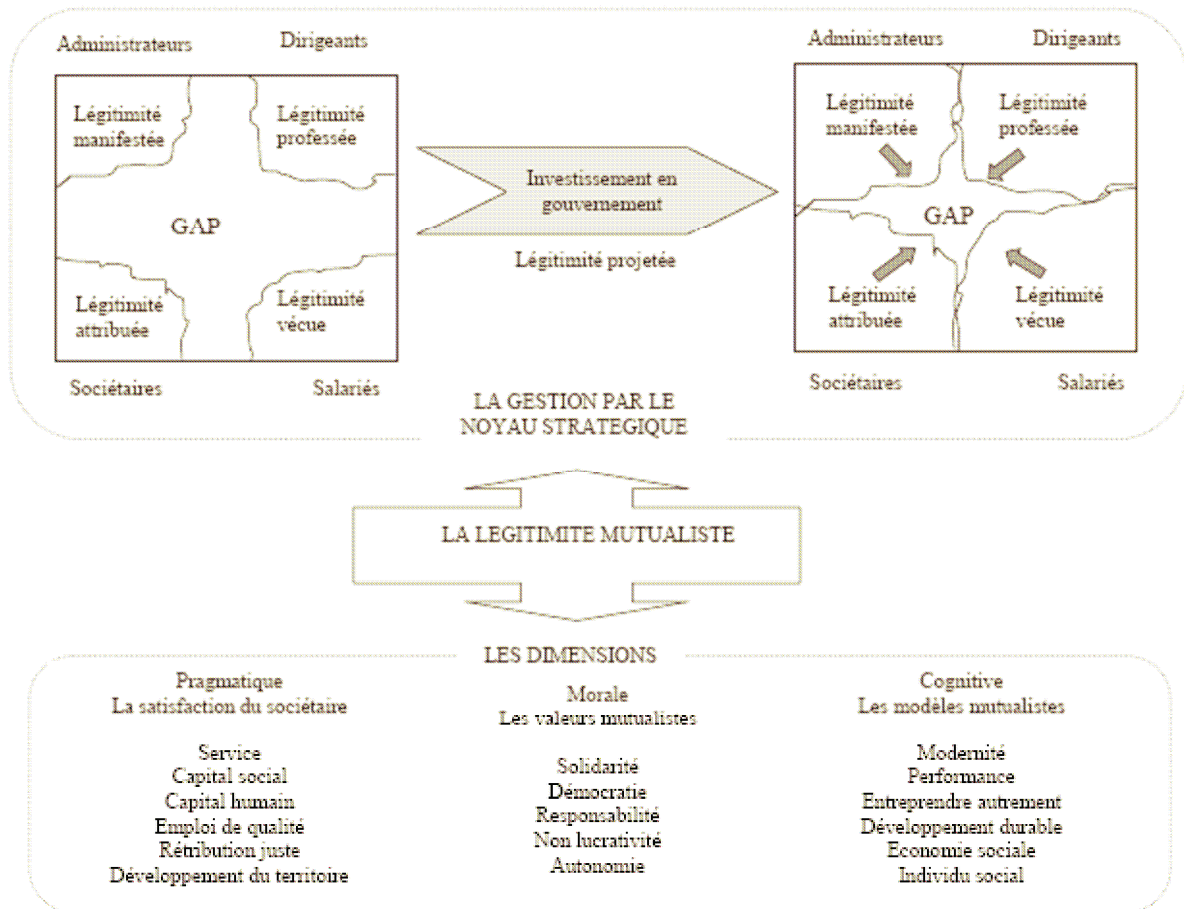 Administrateurs
Dirigeants
Légitimité
manifestée
Légitimité
professée
GAP
Légitimité
attribuée
Légitimité
vécue
Sociétaires
Salariés
Investissement en
gouvernement
Légitimité projetée
Administrateurs
Dirigeants
Légitimité
manifestée
Légitimité
professée
GAP
Légitimité
attribuée
Légitimité
vécue
Sociétaires
Salariés
LA GESTION PAR LE
NOYAU STRATEGIQUE
LA LEGITIMITE MUTUALISTE
LES DIMENSIONS
Pragmatique
La satisfaction du sociétaire
Service
Capital social
Capital humain
Emploi de qualité
Rétribution juste
Développement du territoire
Morale
Les valeurs mutualistes
Solidarité
Démocratie
Responsabilité
Non lucrativité
Autonomie
Cognitive
Les modèles mutualistes
Modernité
Performance
Entreprendre autrement
Développement durable
Economie sociale
Individu social